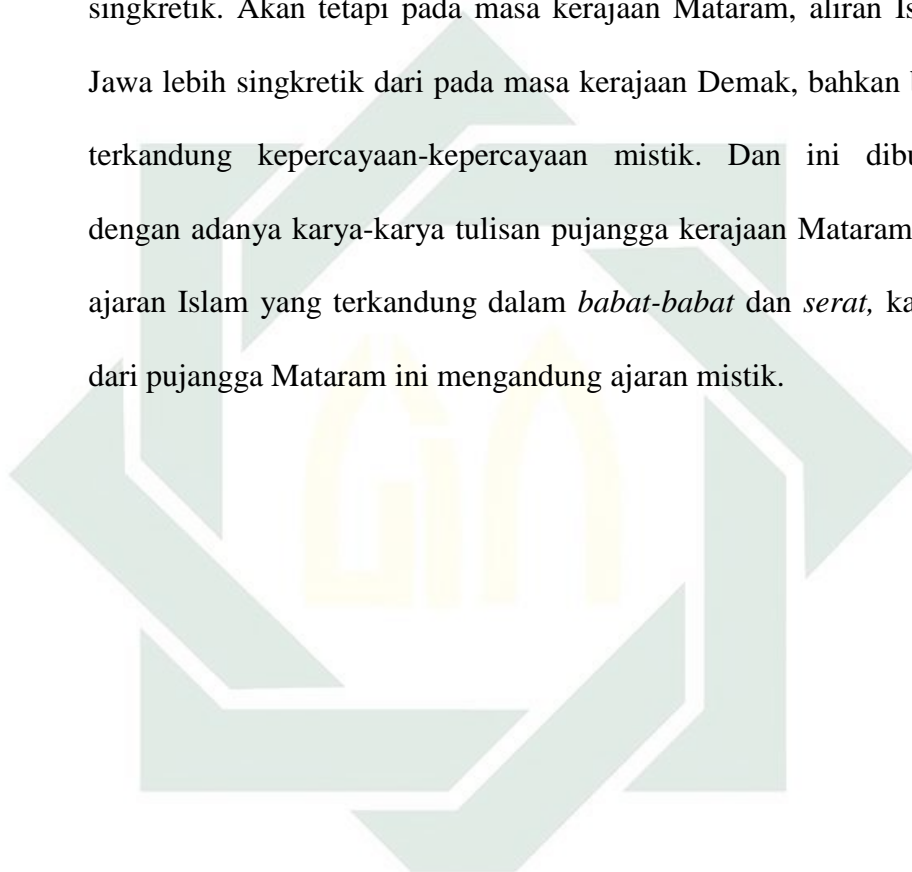 singkretik. Akan tetapi pada masa kerajaan Mataram, aliran
Jawa lebih singkretik dari pada masa kerajaan Demak, bahkan
terkandung kepercayaan-kepercayaan mistik. Dan ini
dengan adanya karya-karya tulisan pujangga kerajaan Mataram
ajaran Islam yang terkandung dalam babat-babat dan serat,
dari pujangga Mataram ini mengandung ajaran mistik.